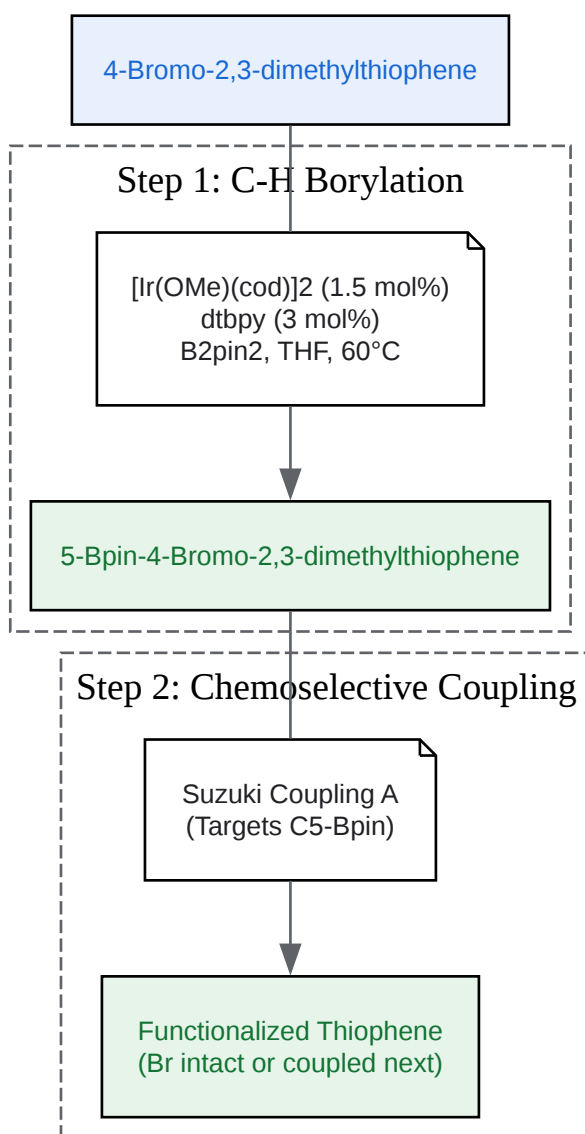 4-Bromo-2,3-dimethylthiophene
Step 1: C-H Borylation
[Ir(OMe)(cod)]2 (1.5 mol%)
dtbpy (3 mol%)
B2pin2, THF, 60°C
5-Bpin-4-Bromo-2,3-dimethylthiophene
Step 2: Chemoselective Coupling
Suzuki Coupling A
(Targets C5-Bpin)
Functionalized Thiophene
(Br intact or coupled next)